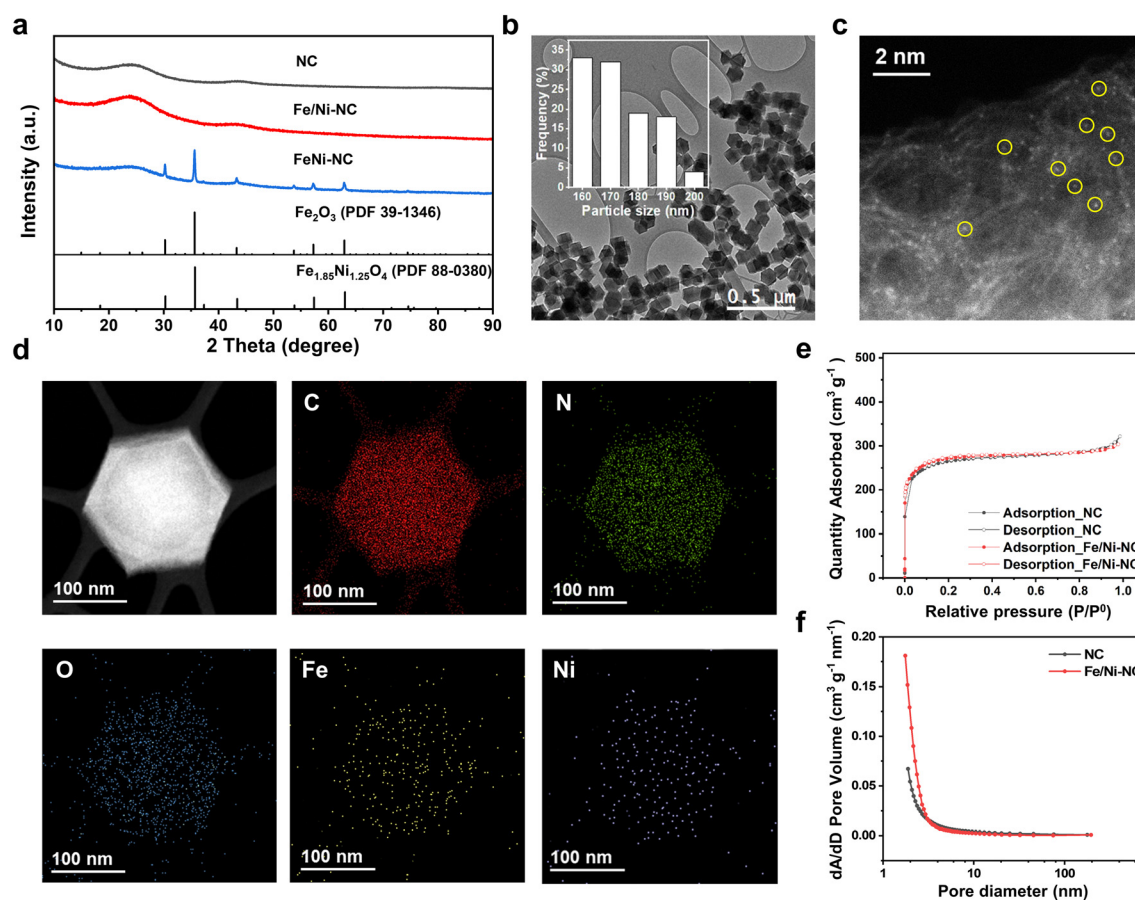 a
NC
Fe/Ni-NC
FeNi-NC
Fe₂O₃ (PDF 39-1346)
Fe₁.₈₅Ni₁.₂₅O₄ (PDF 88-0380)
Intensity (a.u.)
10 20 30 40 50 60 70 80 90
2 Theta (degree)
b
35
30
25
20
15
10
5
0
Frequency (%)
160 170 180 190 200
Particle size (nm)
0.5 μm
c
2 nm
d
100 nm
C
100 nm
N
100 nm
O
100 nm
Fe
100 nm
Ni
100 nm
e
500
400
300
200
100
0
Quantity Adsorbed (cm³ g⁻¹)
Adsorption_NC
Desorption_NC
Adsorption_Fe/Ni-NC
Desorption_Fe/Ni-NC
0.0 0.2 0.4 0.6 0.8 1.0
Relative pressure (P/P⁰)
f
0.20
0.15
0.10
0.05
0.00
dA/dD Pore Volume (cm³ g⁻¹ nm⁻¹)
NC
Fe/Ni-NC
1 10 100
Pore diameter (nm)